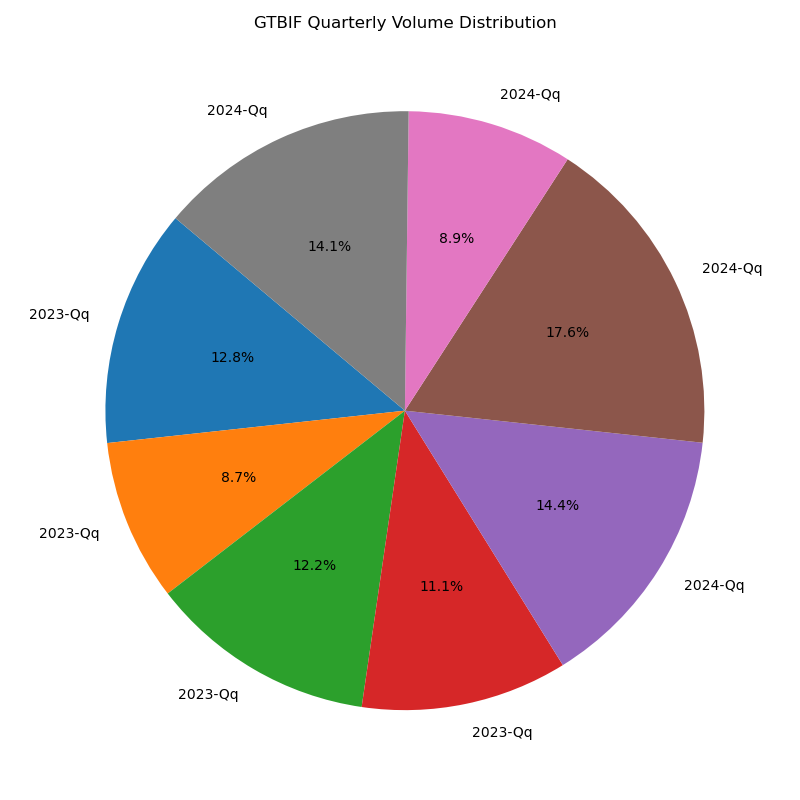 GTBIF Quarterly Volume Distribution
2024-Qq
2024-Qq
8.9%
14.1%
2024-Qq
2023-Qq
17.6%
12.8%
8.7%
14.4%
2023-Qq
12.2%
11.1%
2024-Qq
2023-Qq
2023-Qq